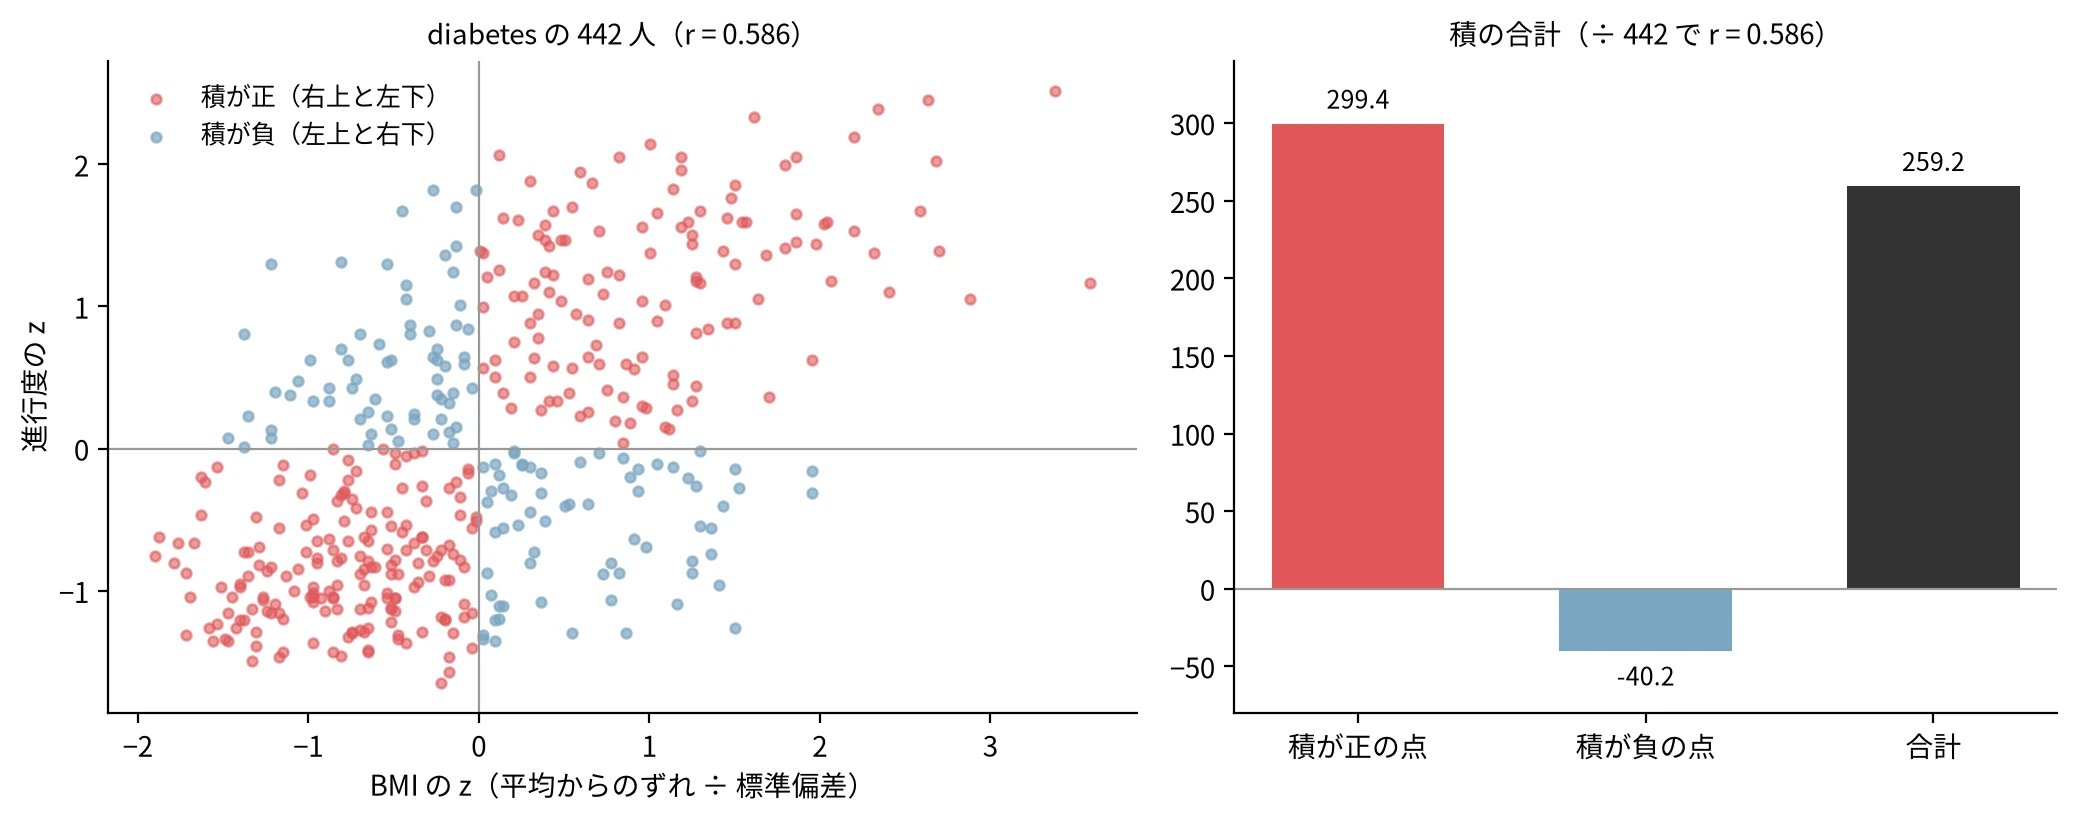 diabetes の 442 人（r = 0.586）
積が正（右上と左下）
積が負（左上と右下）
2
1
0
−1
進行度の z
−2
−1
0
1
2
3
BMI の z（平均からのずれ ÷ 標準偏差）
積の合計（÷ 442 で r = 0.586）
299.4
-40.2
259.2
300
250
200
150
100
50
0
−50
積が正の点
積が負の点
合計